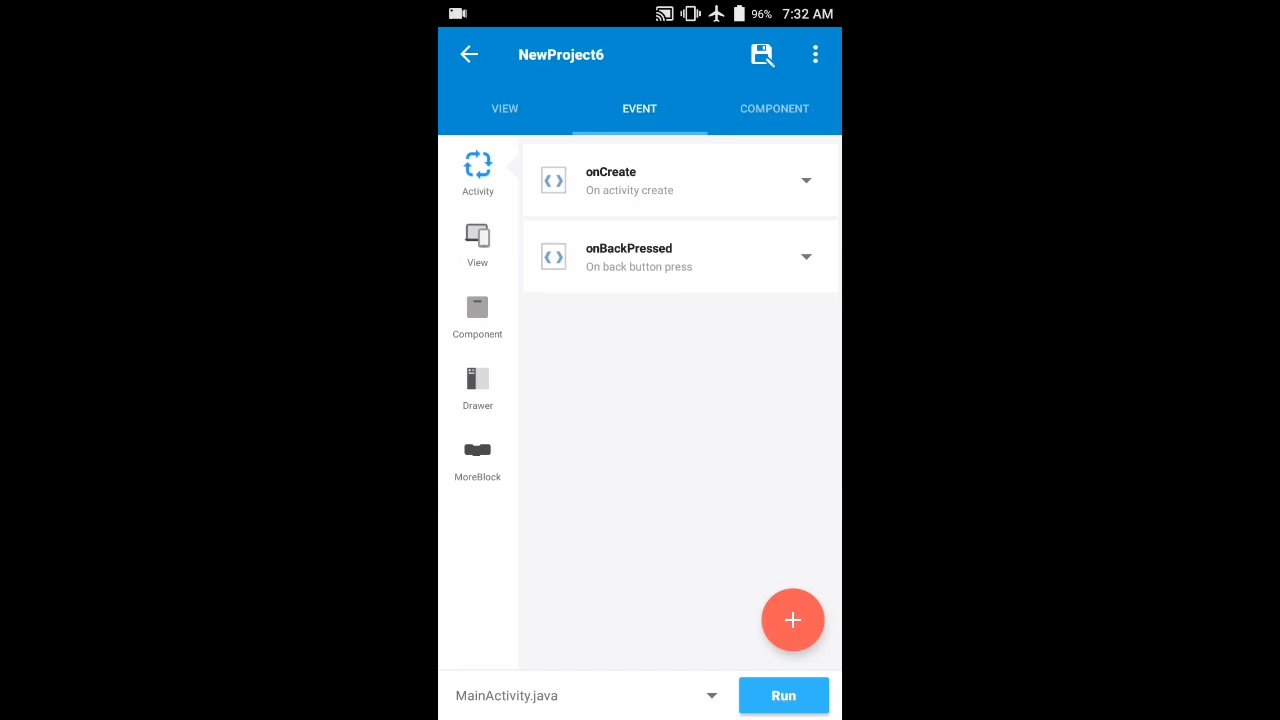 96% 7:32 AM
NewProject6
VIEW EVENT COMPONENT
Activity
View
Component
Drawer
MoreBlock
onCreate
On activity create
onBackPressed
On back button press
MainActivity.java
Run